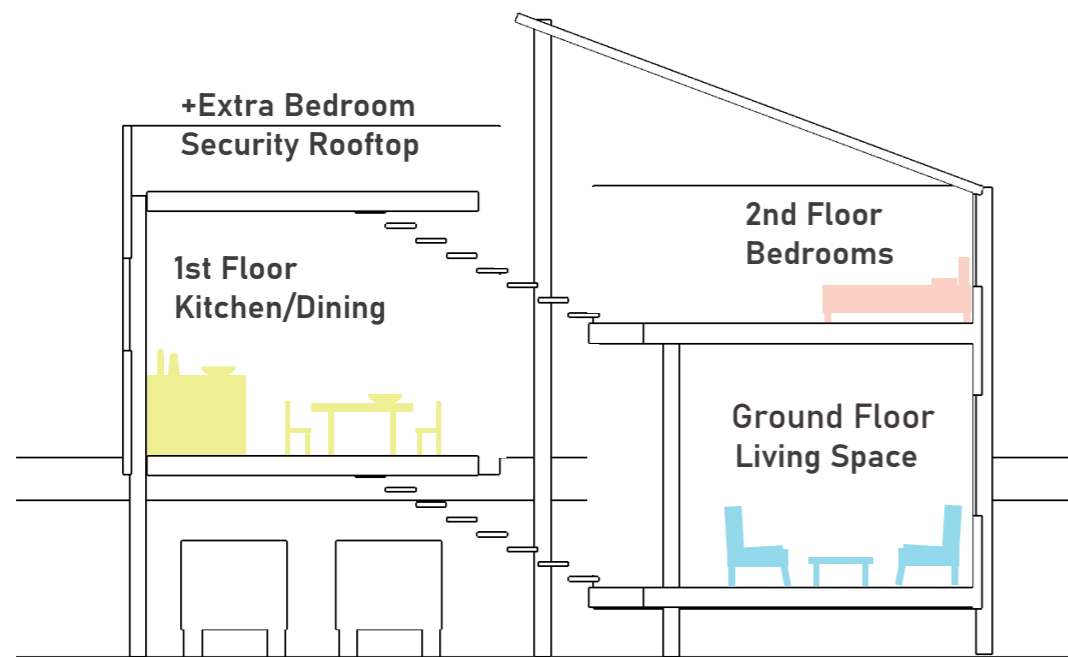 +Extra Bedroom
Security Rooftop
1st Floor
Kitchen/Dining
2nd Floor
Bedrooms
Ground Floor
Living Space